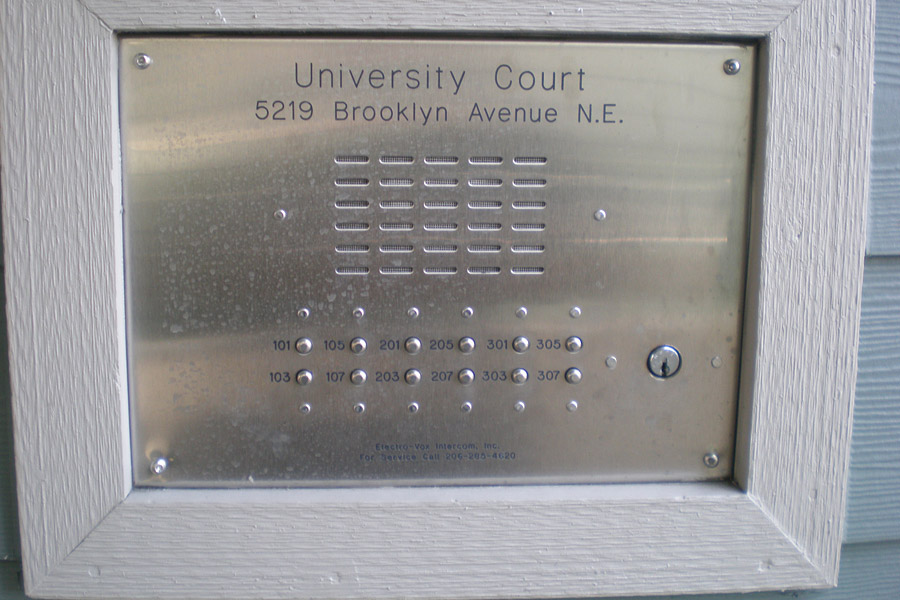 University Court
5219 Brooklyn Avenue N.E.
101 105 201 205 301 305
103 107 203 207 303 307
Electro-Vox Intercom, Inc.
For Service Call 206-285-4620